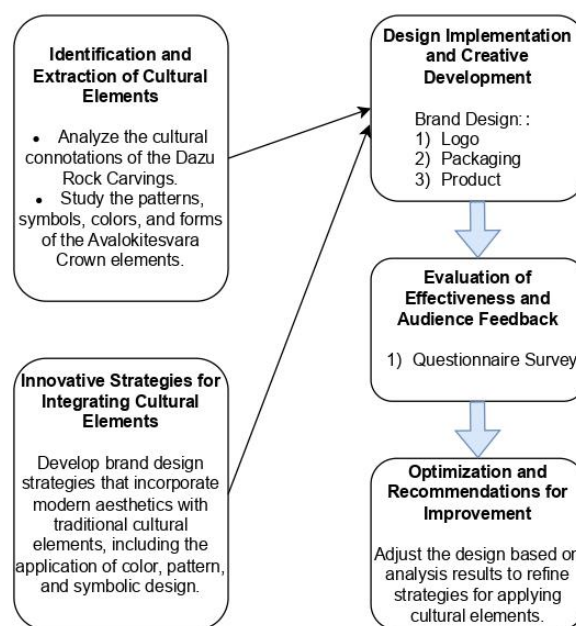 Identification and
Extraction of Cultural
Elements
• Analyze the cultural
connotations of the Dazu
Rock Carvings.
• Study the patterns,
symbols, colors, and forms
of the Avalokitesvara
Crown elements.
Innovative Strategies for
Integrating Cultural
Elements
Develop brand design
strategies that incorporate
modern aesthetics with
traditional cultural
elements, including the
application of color, pattern,
and symbolic design.
Design Implementation
and Creative
Development
Brand Design: :
1) Logo
2) Packaging
3) Product
Evaluation of
Effectiveness and
Audience Feedback
1) Questionnaire Survey
Optimization and
Recommendations for
Improvement
Adjust the design based on
analysis results to refine
strategies for applying
cultural elements.